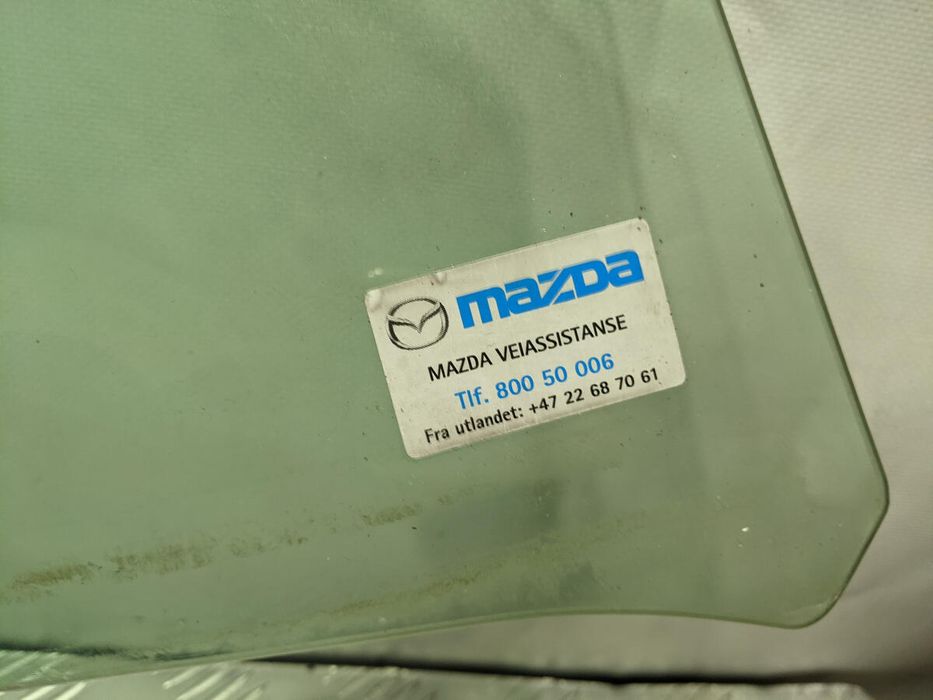 mazda
MAZDA VEIASSISTANSE
Tlf. 800 50 006
Fra utlandet: +47 22 68 70 61